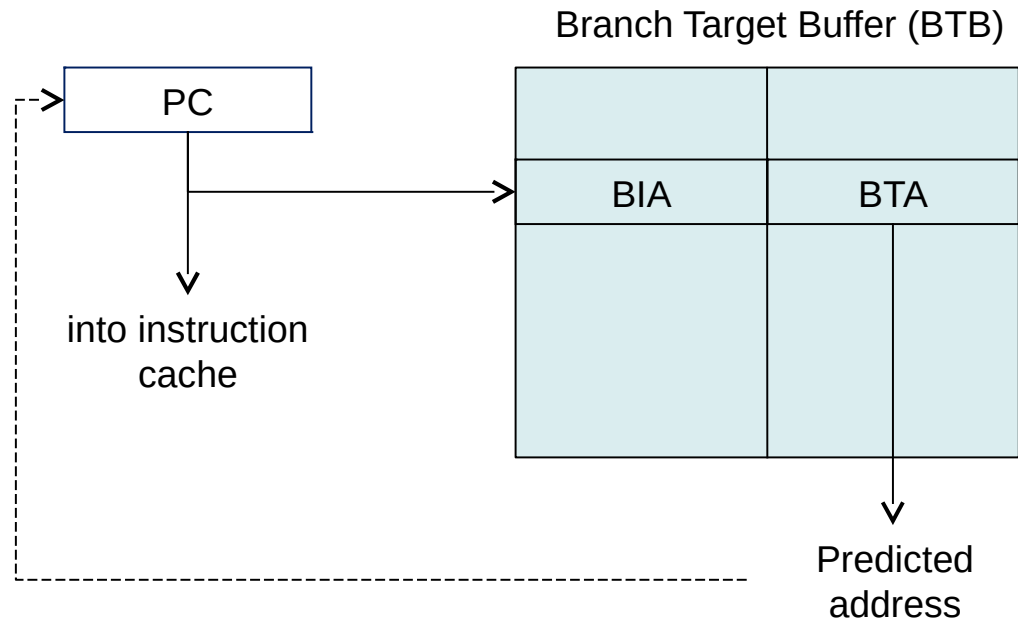 Branch Target Buffer (BTB)
PC
BIA
BTA
into instruction
cache
Predicted
address